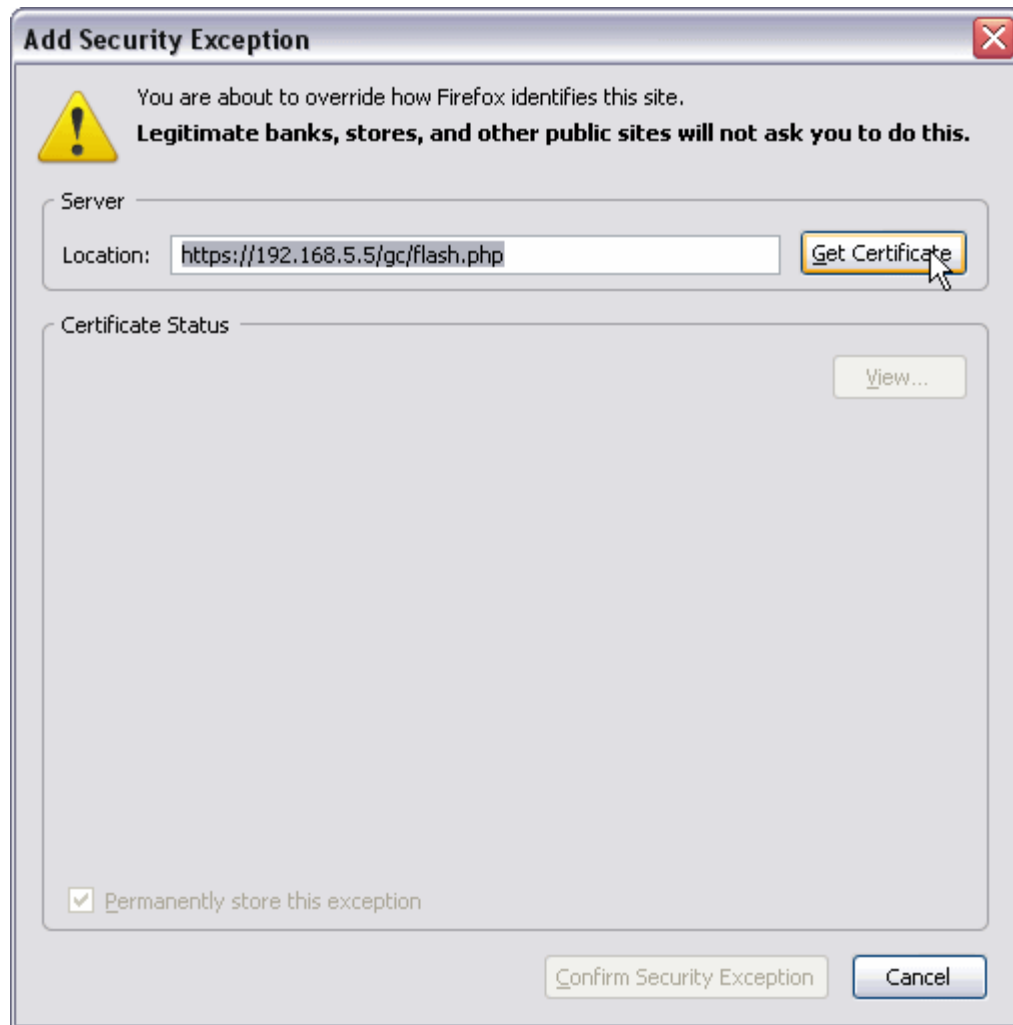 Add Security Exception
You are about to override how Firefox identifies this site.
Legitimate banks, stores, and other public sites will not ask you to do this.
Server
Location: https://192.168.5.5/gc/flash.php Get Certificate
Certificate Status
View...
Permanently store this exception
Confirm Security Exception Cancel